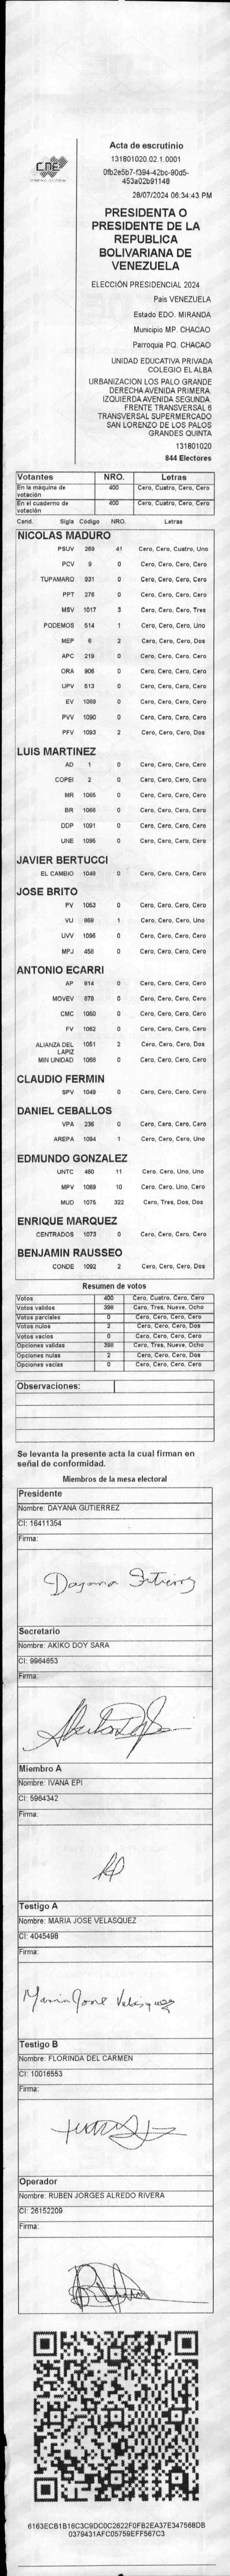 CNE
Acta de escrutinio
131801020.02.1.0001
0fb2e5b7-f394-42bc-90d5-
453a02b91148
28/07/2024 06:34:43 PM
PRESIDENTA O
PRESIDENTE DE LA
REPUBLICA
BOLIVARIANA DE
VENEZUELA
ELECCIÓN PRESIDENCIAL 2024
Pais VENEZUELA
Estado EDO. MIRANDA
Municipio MP. CHACAO
Parroquia PQ. CHACAO
UNIDAD EDUCATIVA PRIVADA
COLEGIO EL ALBA
URBANIZACION LOS PALO GRANDE
DERECHA AVENIDA PRIMERA.
IZQUIERDA AVENIDA SEGUNDA.
FRENTE TRANSVERSAL 6
TRANSVERSAL SUPERMERCADO
SAN LORENZO DE LOS PALOS
GRANDES QUINTA
131801020
844 Electores
Votantes NRO. Letras
En la máquina de votación 400 Cero, Cuatro, Cero, Cero
En el cuaderno de votación 400 Cero, Cuatro, Cero, Cero
Cand. Sigla Código NRO. Letras
NICOLAS MADURO
PSUV 269 41 Cero, Cero, Cuatro, Uno
PCV 9 0 Cero, Cero, Cero, Cero
TUPAMARO 931 0 Cero, Cero, Cero, Cero
PPT 276 0 Cero, Cero, Cero, Cero
MSV 1017 3 Cero, Cero, Cero, Tres
PODEMOS 514 1 Cero, Cero, Cero, Uno
MEP 6 2 Cero, Cero, Cero, Dos
APC 219 0 Cero, Cero, Cero, Cero
ORA 906 0 Cero, Cero, Cero, Cero
UPV 513 0 Cero, Cero, Cero, Cero
EV 1089 0 Cero, Cero, Cero, Cero
PVV 1090 0 Cero, Cero, Cero, Cero
PFV 1093 2 Cero, Cero, Cero, Dos
LUIS MARTINEZ
AD 1 0 Cero, Cero, Cero, Cero
COPEI 2 0 Cero, Cero, Cero, Cero
MR 1065 0 Cero, Cero, Cero, Cero
BR 1066 0 Cero, Cero, Cero, Cero
DDP 1091 0 Cero, Cero, Cero, Cero
UNE 1095 0 Cero, Cero, Cero, Cero
JAVIER BERTUCCI
EL CAMBIO 1048 0 Cero, Cero, Cero, Cero
JOSE BRITO
PV 1053 0 Cero, Cero, Cero, Cero
VU 869 1 Cero, Cero, Cero, Uno
UVV 1096 0 Cero, Cero, Cero, Cero
MPJ 458 0 Cero, Cero, Cero, Cero
ANTONIO ECARRI
AP 814 0 Cero, Cero, Cero, Cero
MOVEV 878 0 Cero, Cero, Cero, Cero
CMC 1050 0 Cero, Cero, Cero, Cero
FV 1062 0 Cero, Cero, Cero, Cero
ALIANZA DEL LAPIZ 1051 2 Cero, Cero, Cero, Dos
MIN UNIDAD 1068 0 Cero, Cero, Cero, Cero
CLAUDIO FERMIN
SPV 1049 0 Cero, Cero, Cero, Cero
DANIEL CEBALLOS
VPA 236 0 Cero, Cero, Cero, Cero
AREPA 1094 1 Cero, Cero, Cero, Uno
EDMUNDO GONZALEZ
UNTC 460 11 Cero, Cero, Uno, Uno
MPV 1069 10 Cero, Cero, Uno, Cero
MUD 1075 322 Cero, Tres, Dos, Dos
ENRIQUE MARQUEZ
CENTRADOS 1073 0 Cero, Cero, Cero, Cero
BENJAMIN RAUSSEO
CONDE 1092 2 Cero, Cero, Cero, Dos
Resumen de votos
Votos 400 Cero, Cuatro, Cero, Cero
Votos validos 398 Cero, Tres, Nueve, Ocho
Votos parciales 0 Cero, Cero, Cero, Cero
Votos nulos 2 Cero, Cero, Cero, Dos
Votos vacios 0 Cero, Cero, Cero, Cero
Opciones validas 398 Cero, Tres, Nueve, Ocho
Opciones nulas 2 Cero, Cero, Cero, Dos
Opciones vacias 0 Cero, Cero, Cero, Cero
Observaciones:
Se levanta la presente acta la cual firman en
señal de conformidad.
Miembros de la mesa electoral
Presidente
Nombre: DAYANA GUTIERREZ
CI: 16411354
Firma:
Dayana Gutierrez
Secretario
Nombre: AKIKO DOY SARA
CI: 9964653
Firma:
Miembro A
Nombre: IVANA EPI
CI: 5964342
Firma:
Testigo A
Nombre: MARIA JOSE VELASQUEZ
CI: 4045498
Firma:
Maria Jose Velasquez
Testigo B
Nombre: FLORINDA DEL CARMEN
CI: 10016553
Firma:
Operador
Nombre: RUBEN JORGES ALREDO RIVERA
CI: 26152209
Firma:
6163ECB1B16C3C9DC0C2622F0FB2EA37E347568DB
0379431AFC05759EFF567C3